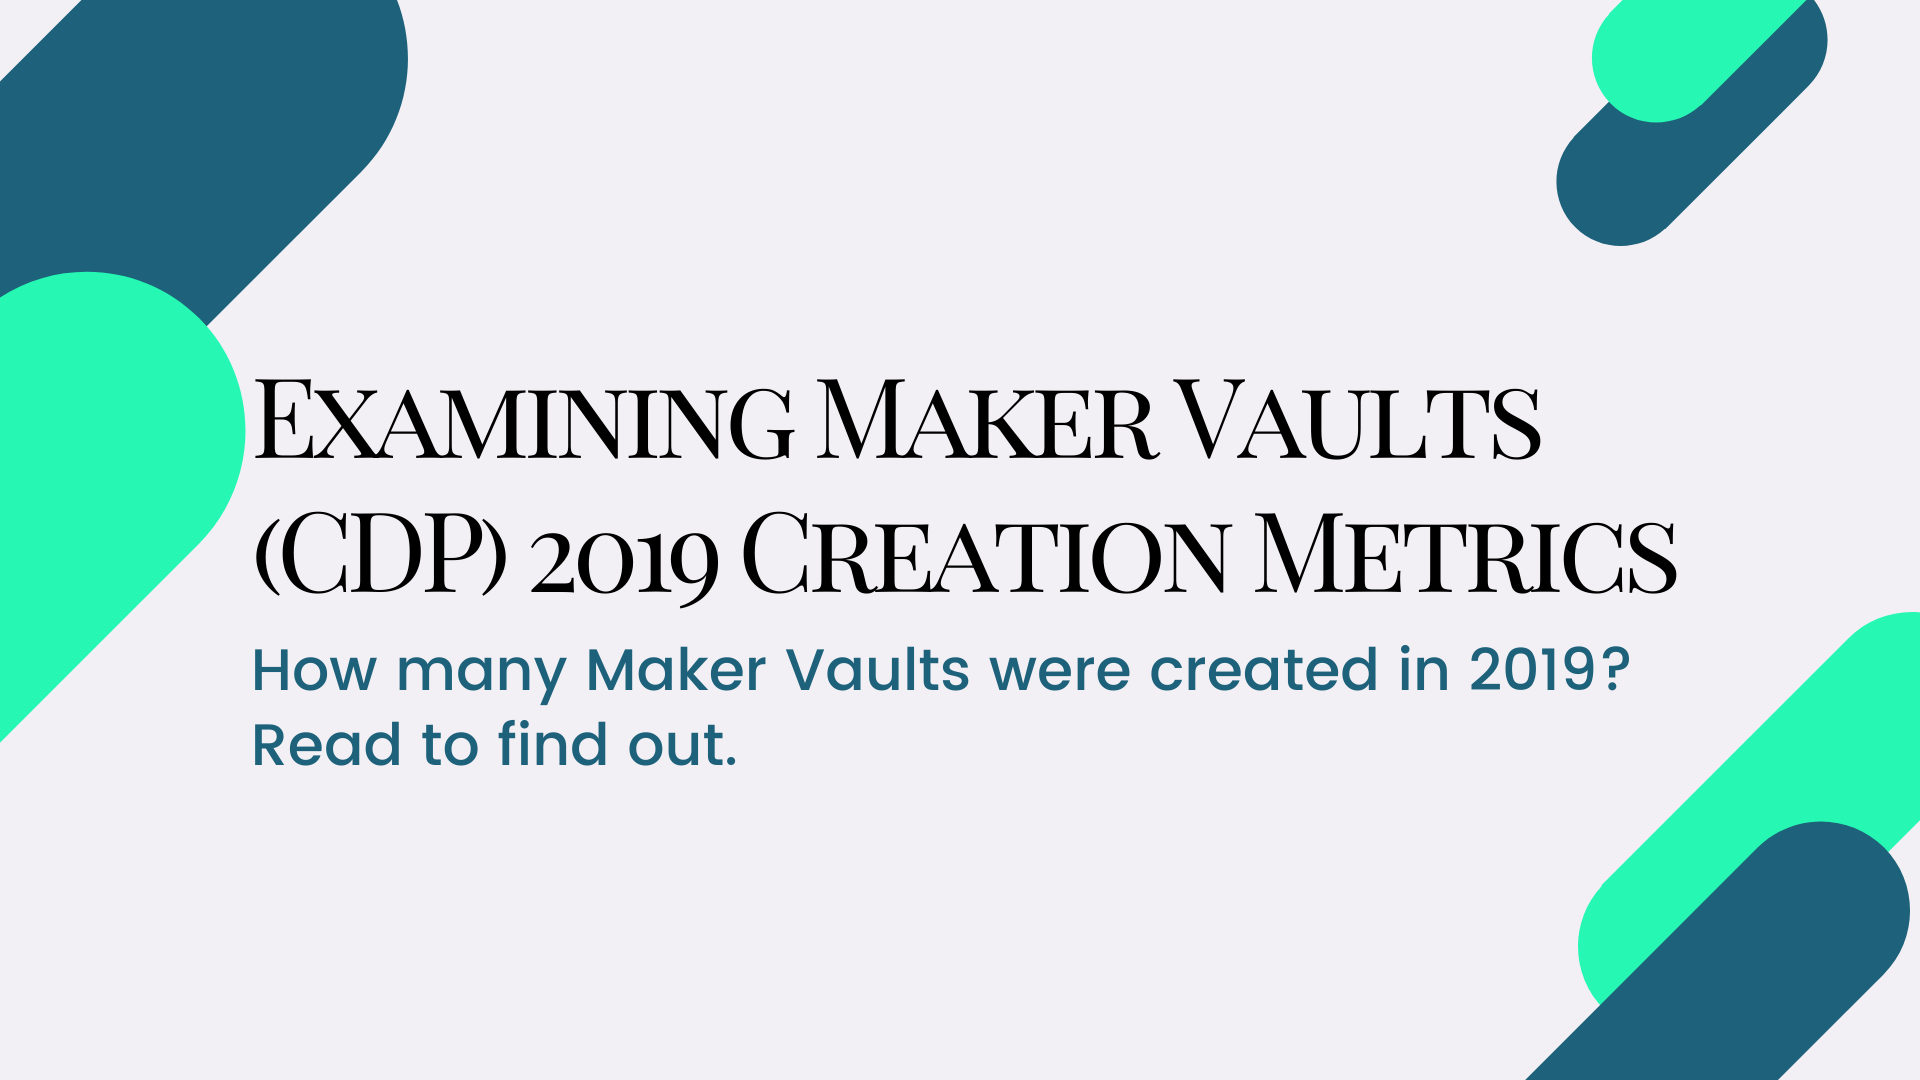 Examining Maker Vaults
(CDP) 2019 Creation Metrics
How many Maker Vaults were created in 2019?
Read to find out.